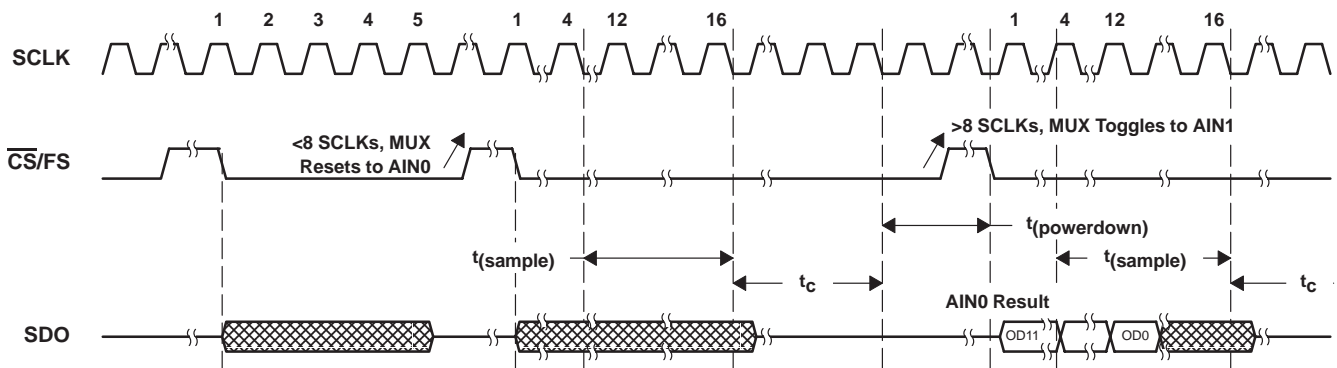 1 2 3 4 5 1 4 12 16 1 4 12 16
SCLK
<8 SCLKs, MUX
Resets to AIN0
>8 SCLKs, MUX Toggles to AIN1
CS/FS
t(powerdown)
t(sample)
t(sample)
tc
tc
AIN0 Result
SDO
OD11
OD0